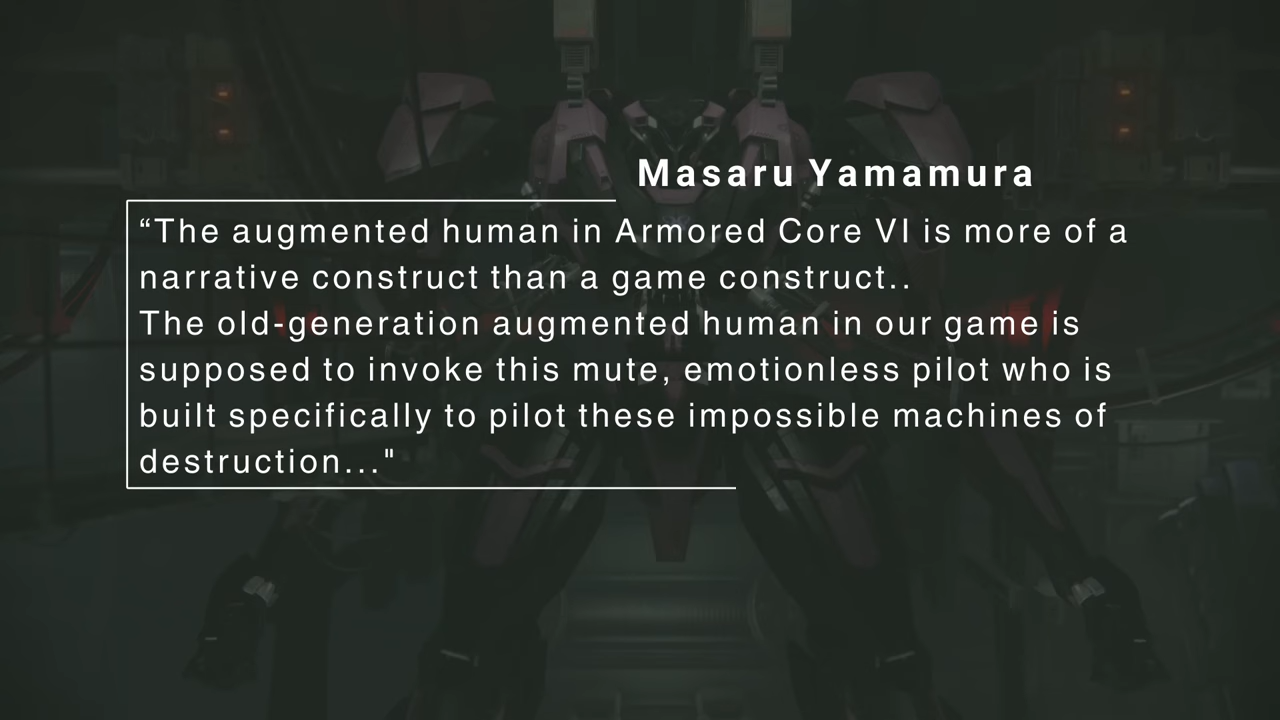 Masaru Yamamura
“The augmented human in Armored Core VI is more of a
narrative construct than a game construct..
The old-generation augmented human in our game is
supposed to invoke this mute, emotionless pilot who is
built specifically to pilot these impossible machines of
destruction..."